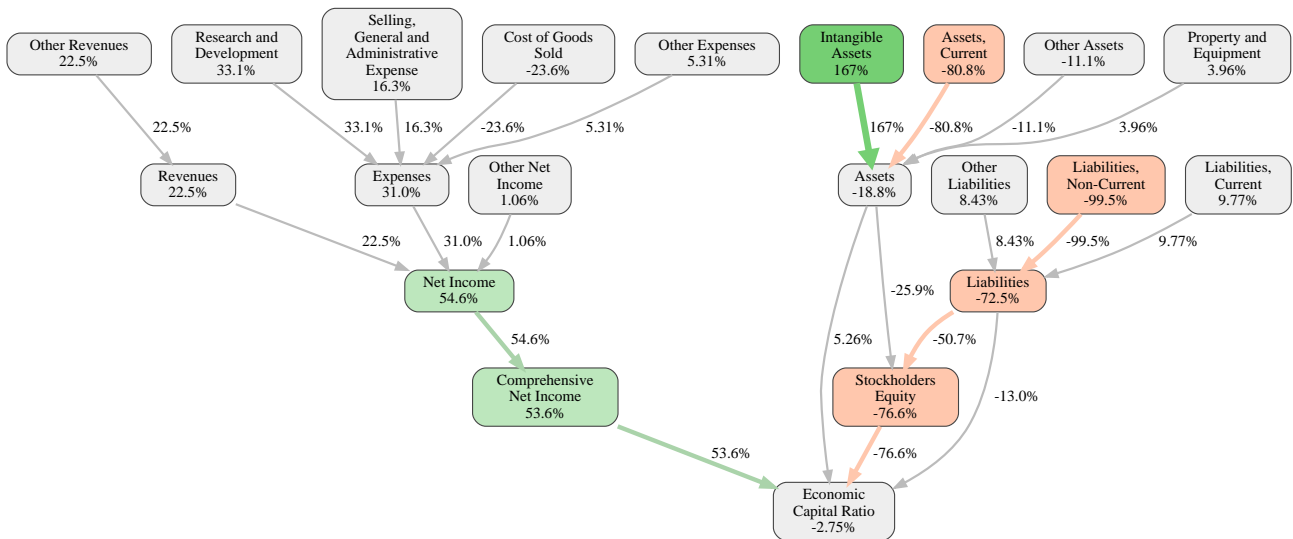 Other Revenues
22.5%
Research and
Development
33.1%
Selling,
General and
Administrative
Expense
16.3%
Cost of Goods
Sold
-23.6%
Other Expenses
5.31%
Intangible
Assets
167%
Assets,
Current
-80.8%
Other Assets
-11.1%
Property and
Equipment
3.96%
22.5%
33.1%
16.3%
-23.6%
5.31%
167%
-80.8%
-11.1%
3.96%
Revenues
22.5%
Expenses
31.0%
Other Net
Income
1.06%
Assets
-18.8%
Other
Liabilities
8.43%
Liabilities,
Non-Current
-99.5%
Liabilities,
Current
9.77%
22.5%
31.0%
1.06%
8.43%
-99.5%
9.77%
Net Income
54.6%
-25.9%
Liabilities
-72.5%
54.6%
5.26%
-50.7%
Comprehensive
Net Income
53.6%
Stockholders
Equity
-76.6%
-13.0%
53.6%
-76.6%
Economic
Capital Ratio
-2.75%